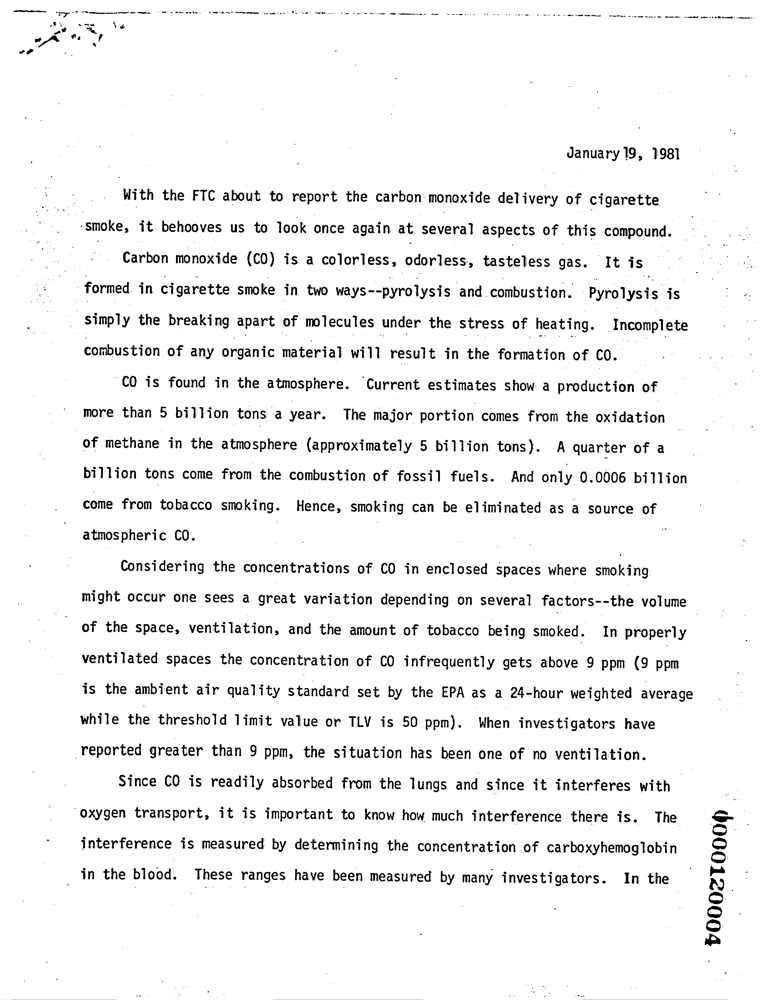 January 19, 1981
With the FTC about to report the carbon monoxide delivery of cigarette
smoke, it behooves us to look once again at several aspects of this compound.
Carbon monoxide (CO) is a colorless, odorless, tasteless gas. It is
formed in cigarette smoke in two ways--pyrolysis and combustion. Pyrolysis is
simply the breaking apart of molecules under the stress of heating. Incomplete
combustion of any organic material will result in the formation of CO.
CO is found in the atmosphere. Current estimates show a production of
more than 5 billion tons a year. The major portion comes from the oxidation
of methane in the atmosphere (approximately 5 billion tons). A quarter of a
billion tons come from the combustion of fossil fuels. And only 0.0006 billion
come from tobacco smoking. Hence, smoking can be eliminated as a source of
atmospheric CO.
Considering the concentrations of CO in enclosed spaces where smoking
might occur one sees a great variation depending on several factors--the volume
of the space, ventilation, and the amount of tobacco being smoked. In properly
ventilated spaces the concentration of CO infrequently gets above 9 ppm (9 ppm
is the ambient air quality standard set by the EPA as a 24-hour weighted average
while the threshold limit value or TLV is 50 ppm). When investigators have
reported greater than 9 ppm, the situation has been one of no ventilation.
Since CO is readily absorbed from the lungs and since it interferes with
oxygen transport, it is important to know how much interference there is. The
interference is measured by determining the concentration of carboxyhemoglobin
in the blood. These ranges have been measured by many investigators. In the
0000120004